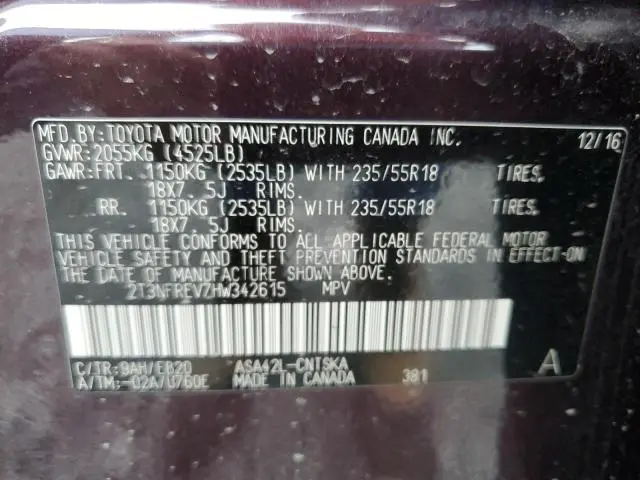 MFD.BY:TOYOTA MOTOR MANUFACTURING CANADA INC. 12/16
GVWR:2055KG (4525LB)
GAWR:FRT. 1150KG (2535LB) WITH 235/55R18 TIRES.
18X7. 5J RIMS.
RR. 1150KG (2535LB) WITH 235/55R18 TIRES.
18X7. 5J RIMS.
THIS VEHICLE CONFORMS TO ALL APPLICABLE FEDERAL MOTOR
VEHICLE SAFETY AND THEFT PREVENTION STANDARDS IN EFFECT ON
THE DATE OF MANUFACTURE SHOWN ABOVE.
2T3NFREVZHW342615 MPV
C/TR:9AH/EB20 ASA42L-CNTSKA A
A/TM:-02A/U760E MADE IN CANADA 381